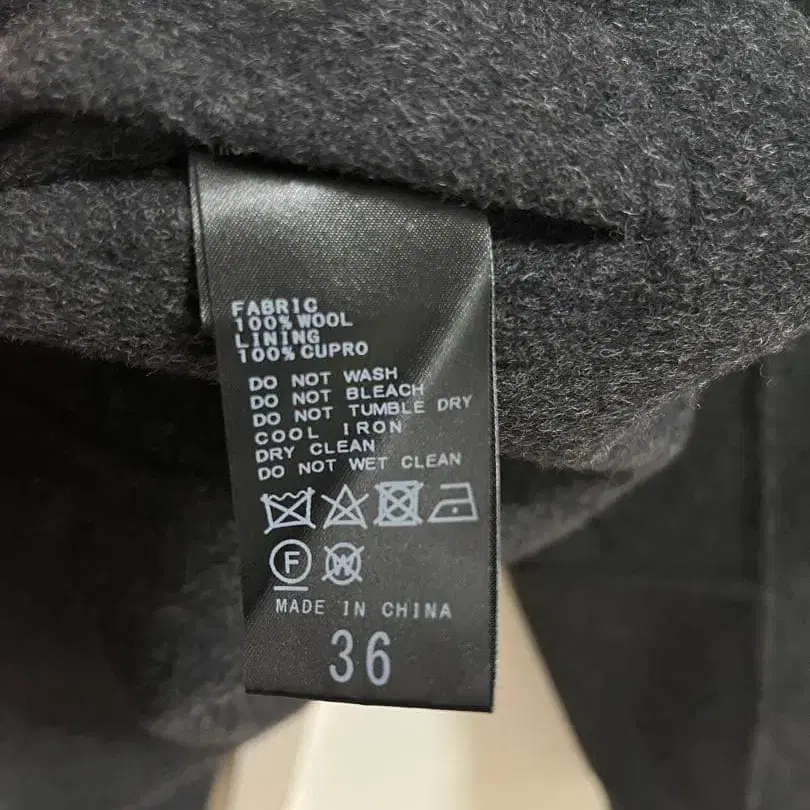 FABRIC
100% WOOL
LINING
100% CUPRO
DO NOT WASH
DO NOT BLEACH
DO NOT TUMBLE DRY
COOL IRON
DRY CLEAN
DO NOT WET CLEAN
F W
MADE IN CHINA
36